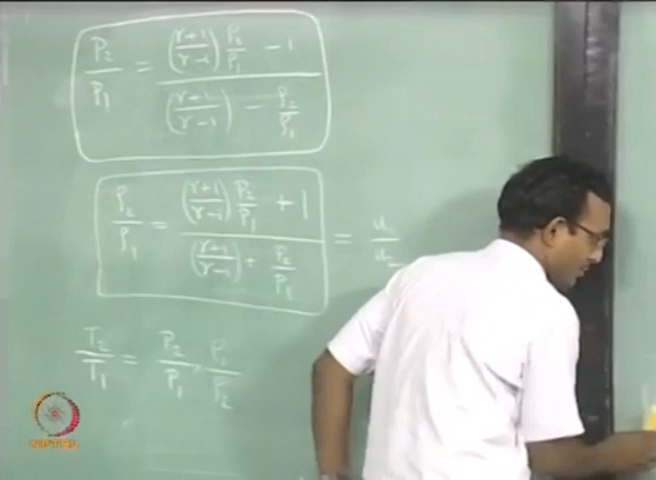 P₂/P₁ = (((γ+1)/(γ-1)) ρ₂/ρ₁ - 1) / (((γ+1)/(γ-1)) - ρ₂/ρ₁)
ρ₂/ρ₁ = (((γ+1)/(γ-1)) P₂/P₁ + 1) / (((γ+1)/(γ-1)) + P₂/P₁) = u₁/u₂
T₂/T₁ = P₂/P₁ · ρ₁/ρ₂
NPTEL